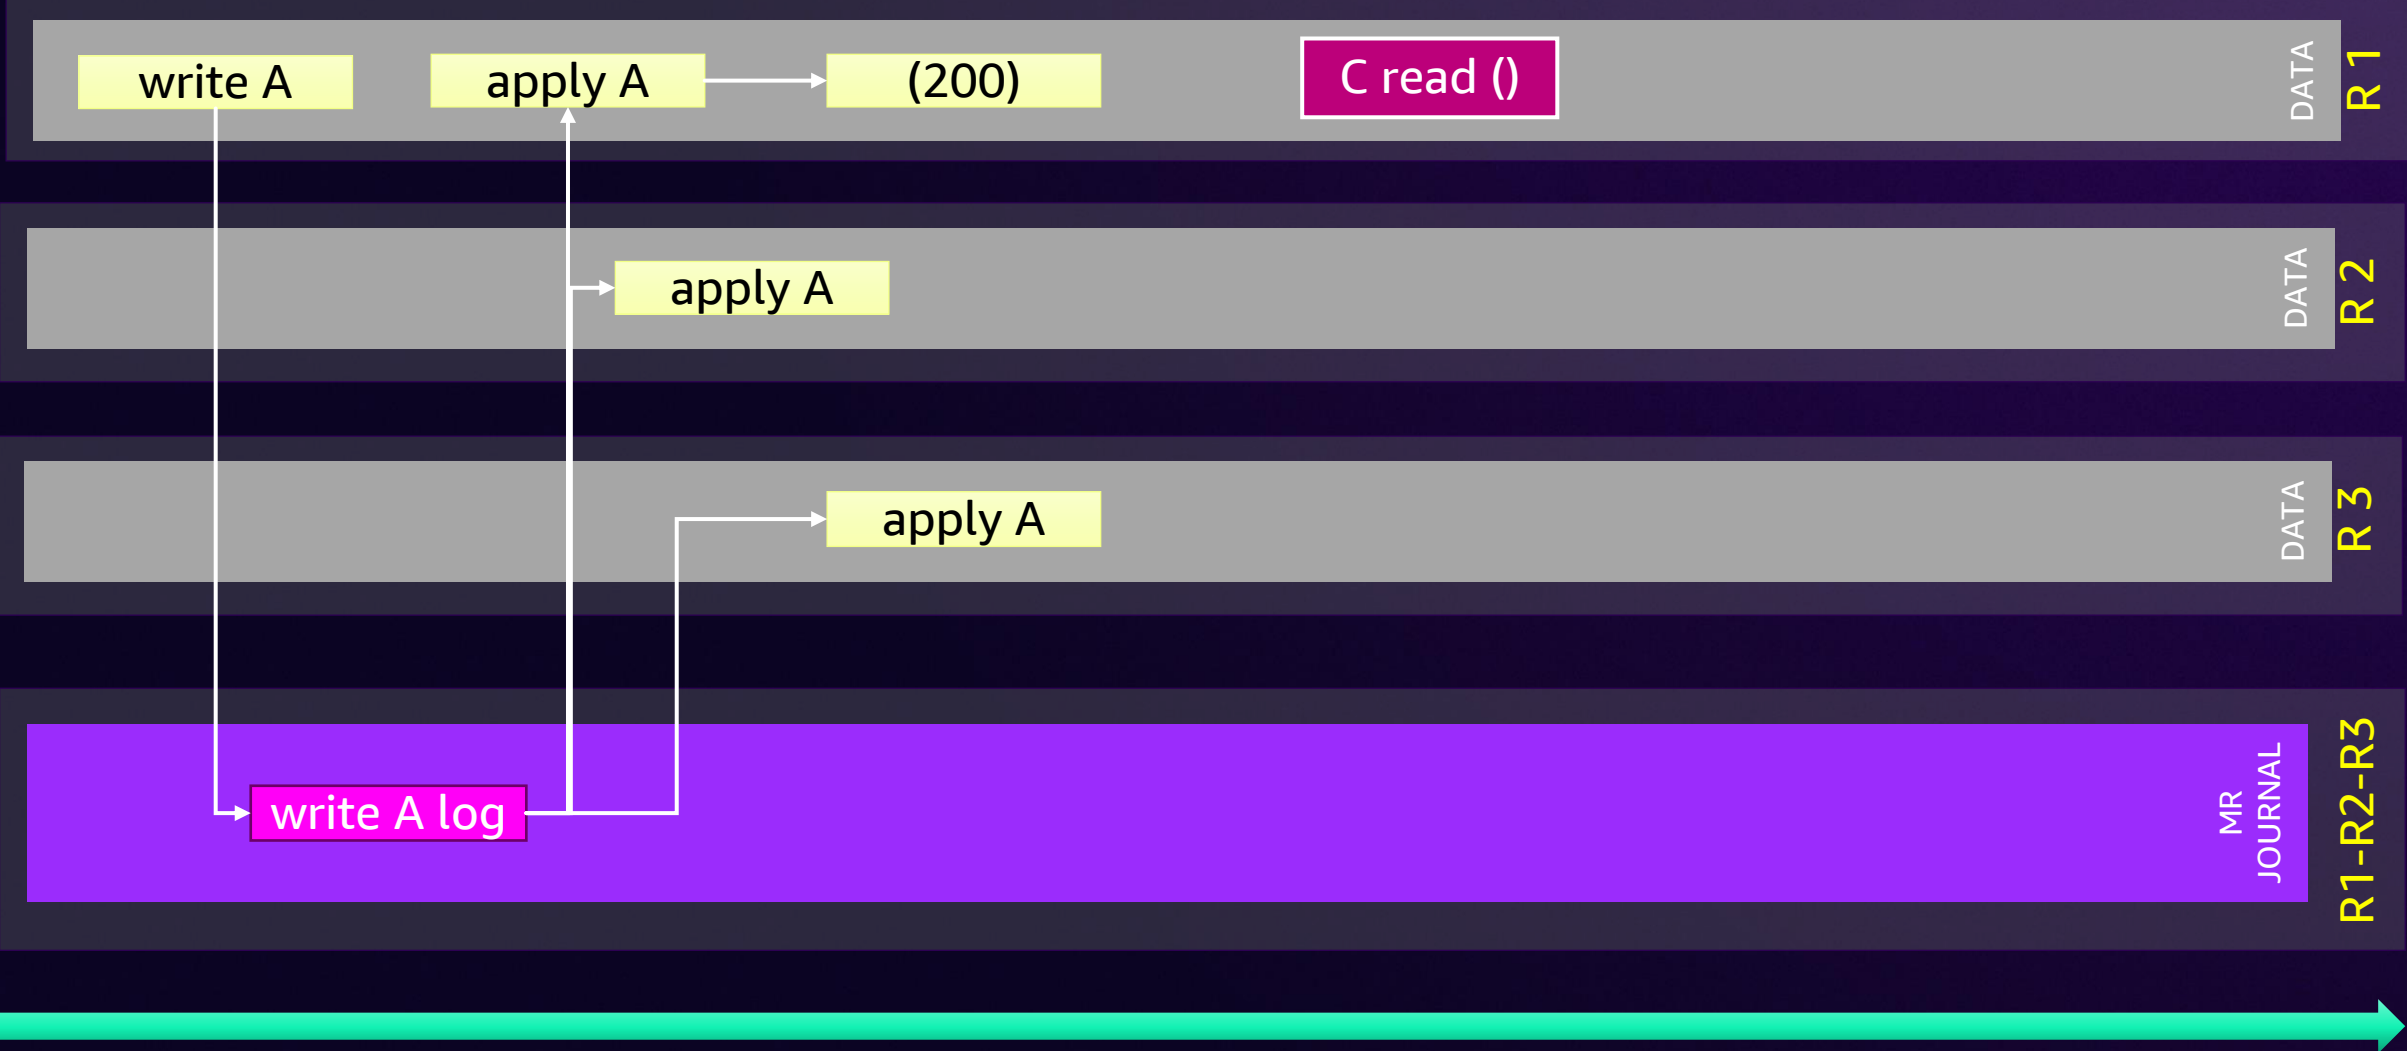 write A
apply A
(200)
C read ()
DATA
R 1
apply A
DATA
R 2
apply A
DATA
R 3
write A log
MR
JOURNAL
R1-R2-R3